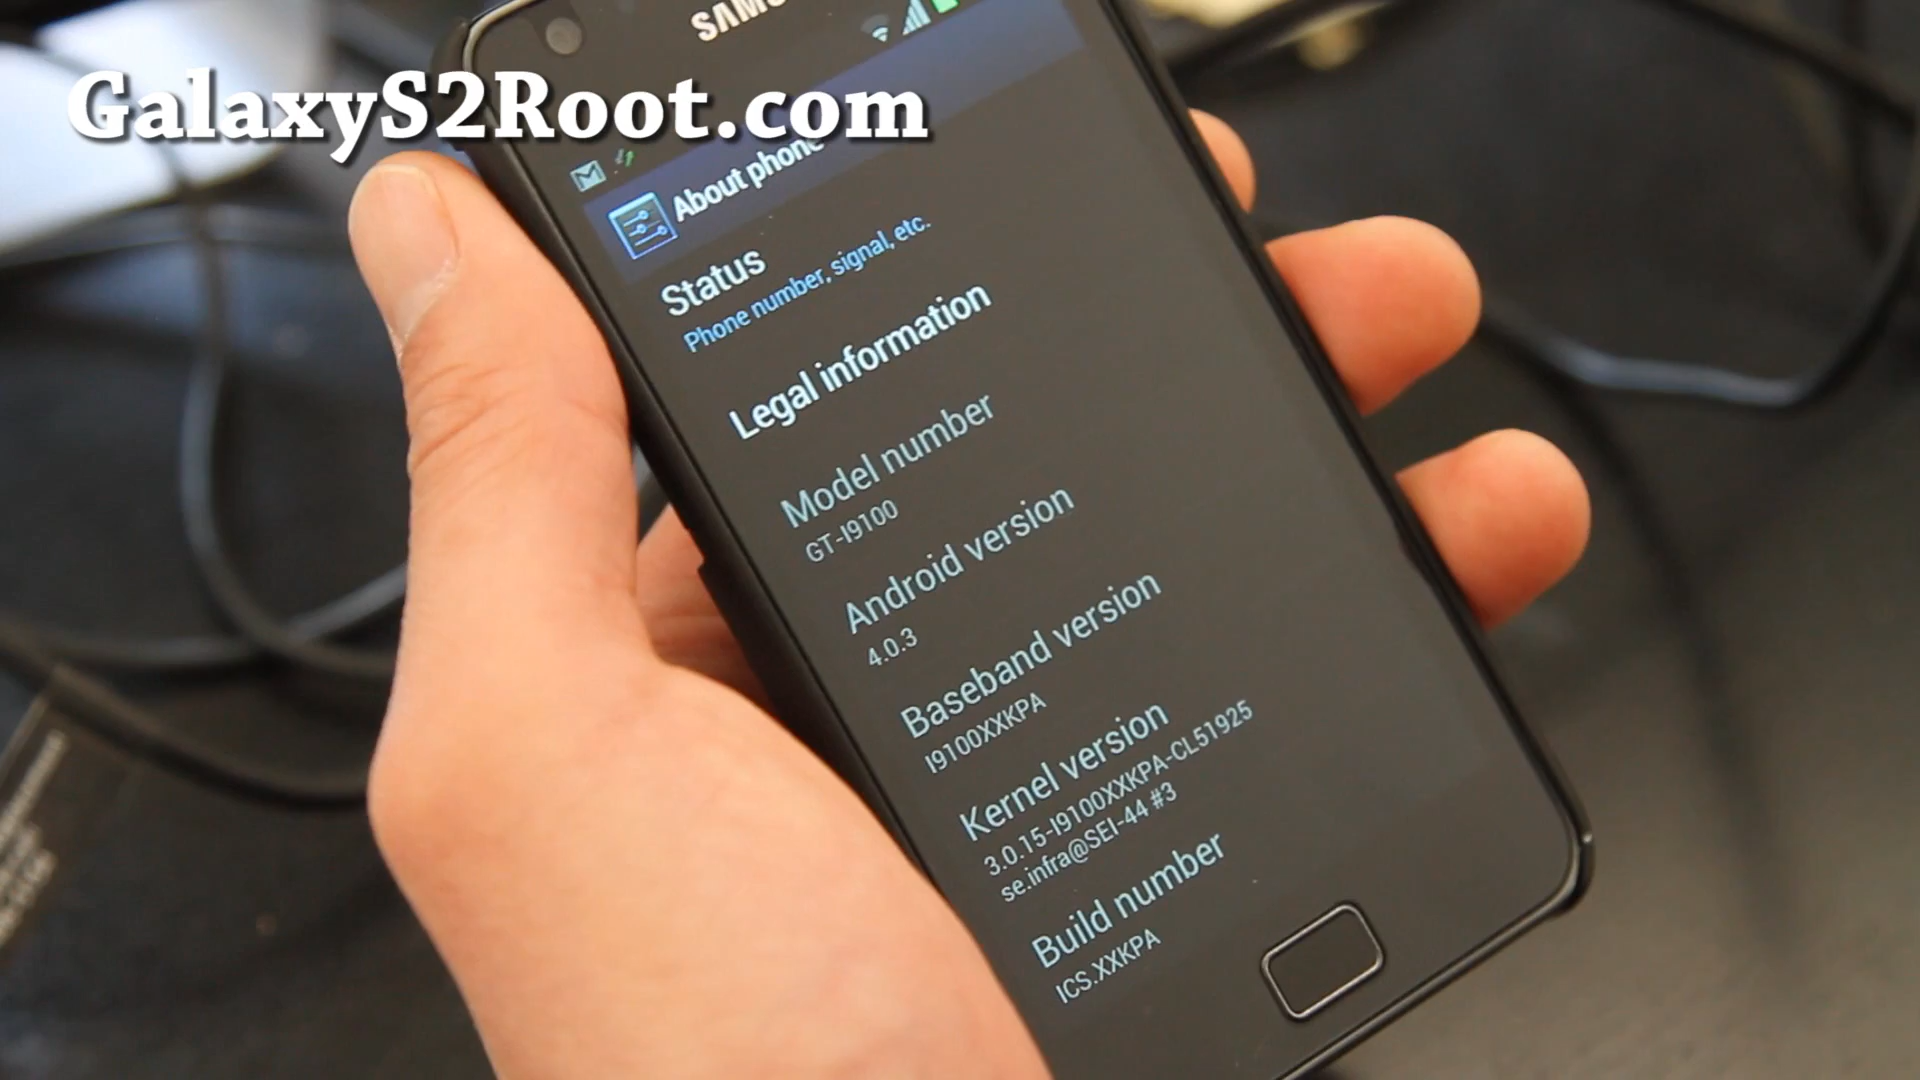 GalaxyS2Root.com
About phone
Status
Phone number, signal, etc.
Legal information
Model number
GT-I9100
Android version
4.0.3
Baseband version
I9100XXKPA
Kernel version
3.0.15-I9100XXKPA-CL51925
se.infra@SEI-44 #3
Build number
ICS.XXKPA